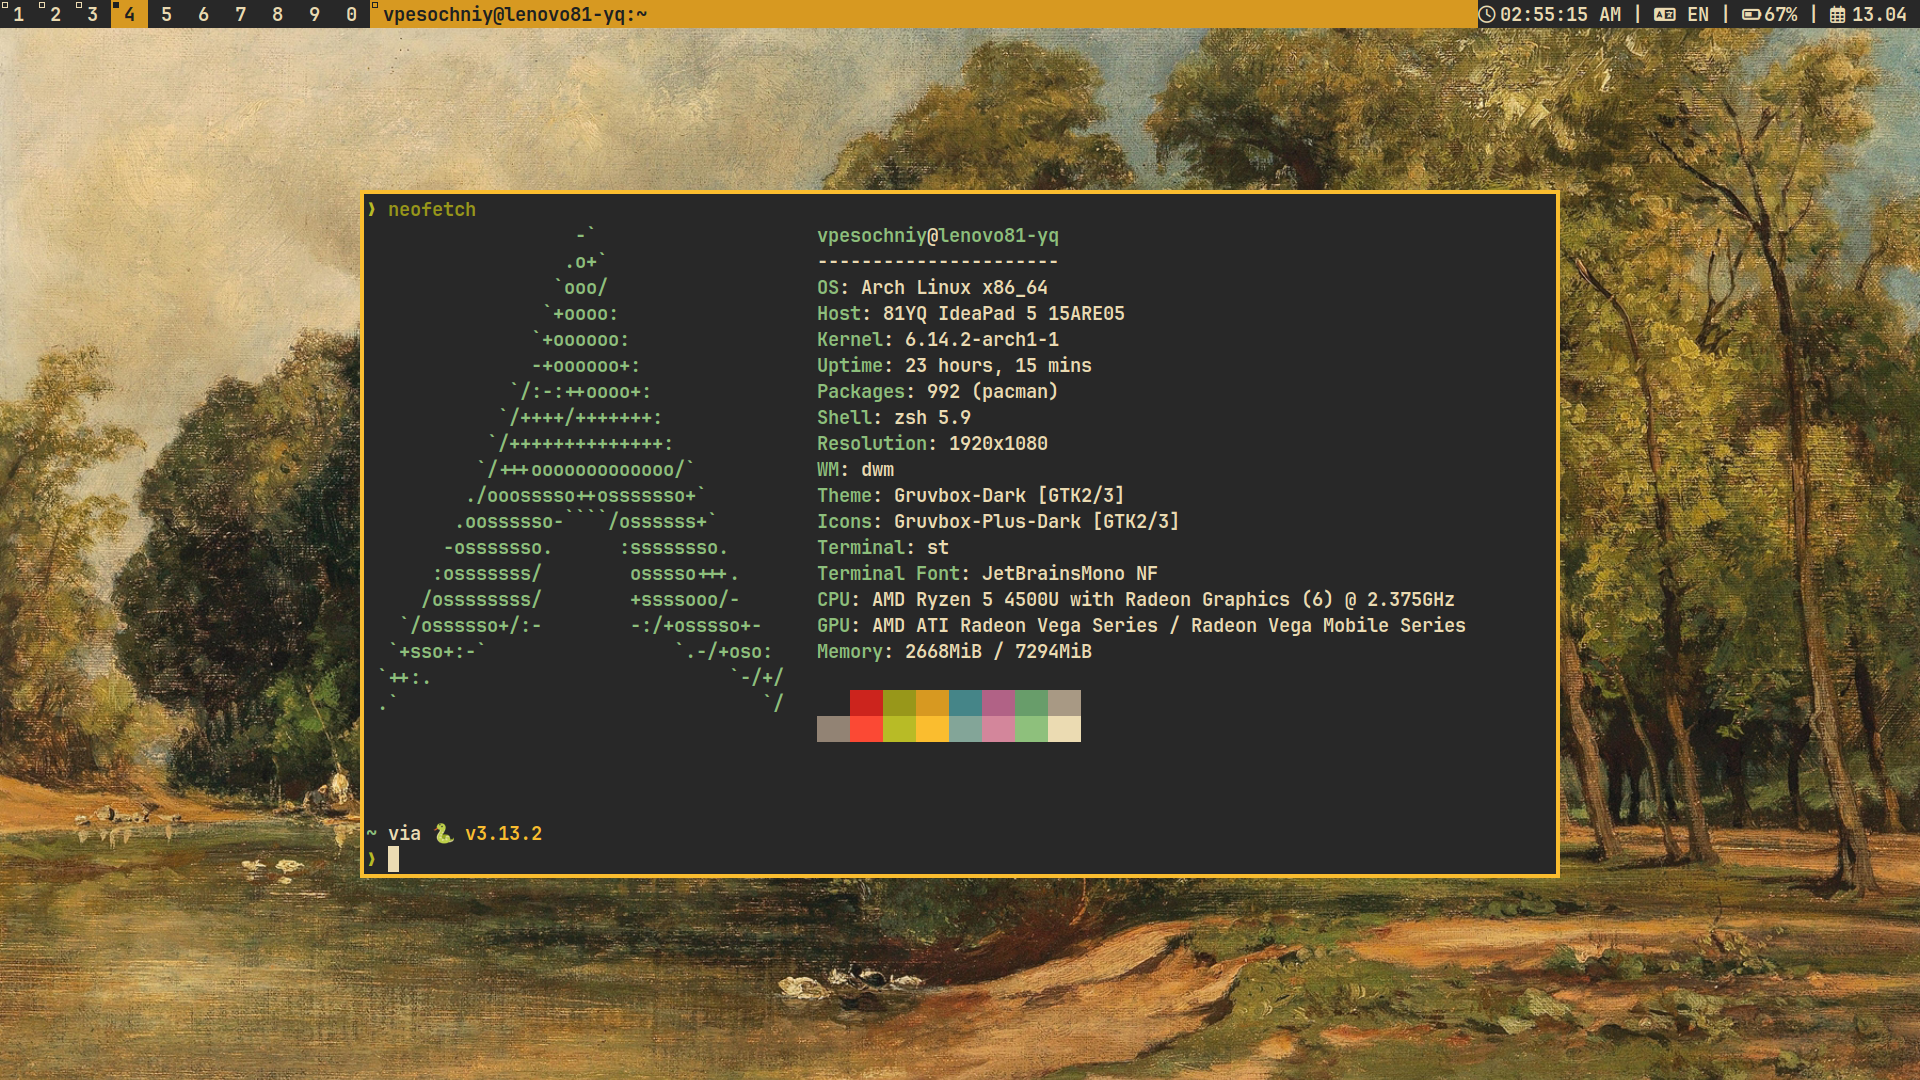 1 2 3 4 5 6 7 8 9 0 vpesochniy@lenovo81-yq:~ 02:55:15 AM | EN | 67% | 13.04
❯ neofetch
-` vpesochniy@lenovo81-yq
.o+` ----------------------
`ooo/ OS: Arch Linux x86_64
`+oooo: Host: 81YQ IdeaPad 5 15ARE05
`+oooooo: Kernel: 6.14.2-arch1-1
-+oooooo+: Uptime: 23 hours, 15 mins
`/:-:++oooo+: Packages: 992 (pacman)
`/++++/+++++++: Shell: zsh 5.9
`/++++++++++++++: Resolution: 1920x1080
`/+++ooooooooooooo/` WM: dwm
./ooosssso++osssssso+` Theme: Gruvbox-Dark [GTK2/3]
.oossssso-````/ossssss+` Icons: Gruvbox-Plus-Dark [GTK2/3]
-osssssso. :ssssssso. Terminal: st
:osssssss/ osssso+++. Terminal Font: JetBrainsMono NF
/ossssssss/ +ssssooo/- CPU: AMD Ryzen 5 4500U with Radeon Graphics (6) @ 2.375GHz
`/ossssso+/:- -:/+osssso+- GPU: AMD ATI Radeon Vega Series / Radeon Vega Mobile Series
`+sso+:-` `.-/+oso: Memory: 2668MiB / 7294MiB
`++:. `-/+/
.` `/
~ via 🐍 v3.13.2
❯